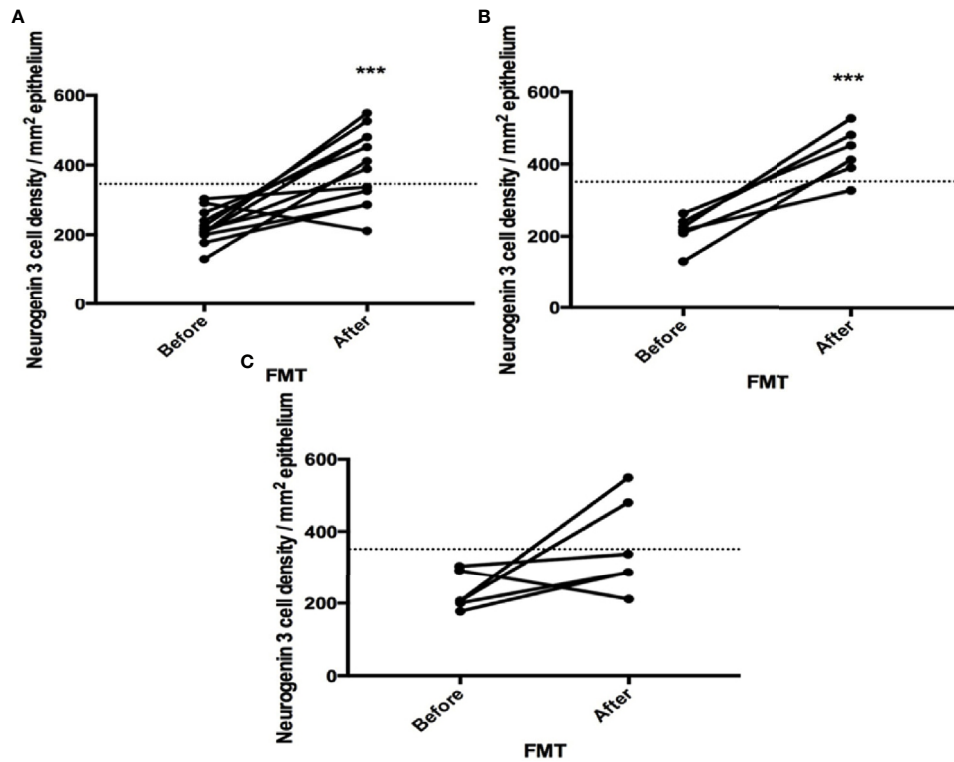 A
Neurogenin 3 cell density / mm² epithelium
***
600
400
200
0
Before
After
FMT
B
Neurogenin 3 cell density / mm² epithelium
***
600
400
200
0
Before
After
FMT
C
Neurogenin 3 cell density / mm² epithelium
600
400
200
0
Before
After
FMT